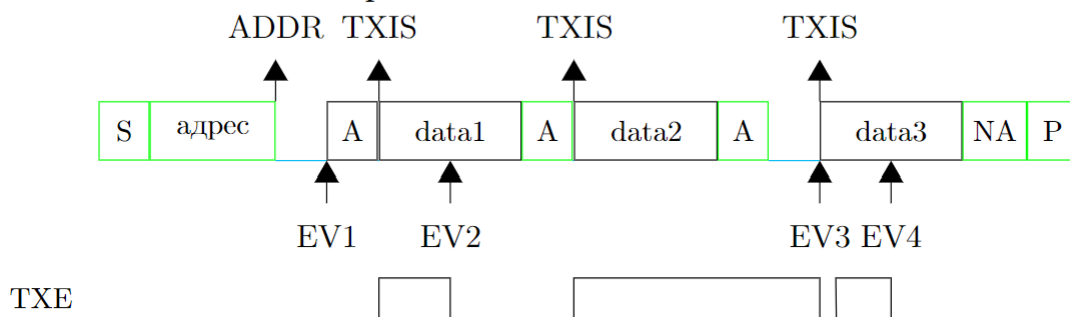 ADDR TXIS TXIS TXIS
S адрес A data1 A data2 A data3 NA P
EV1 EV2 EV3 EV4
TXE